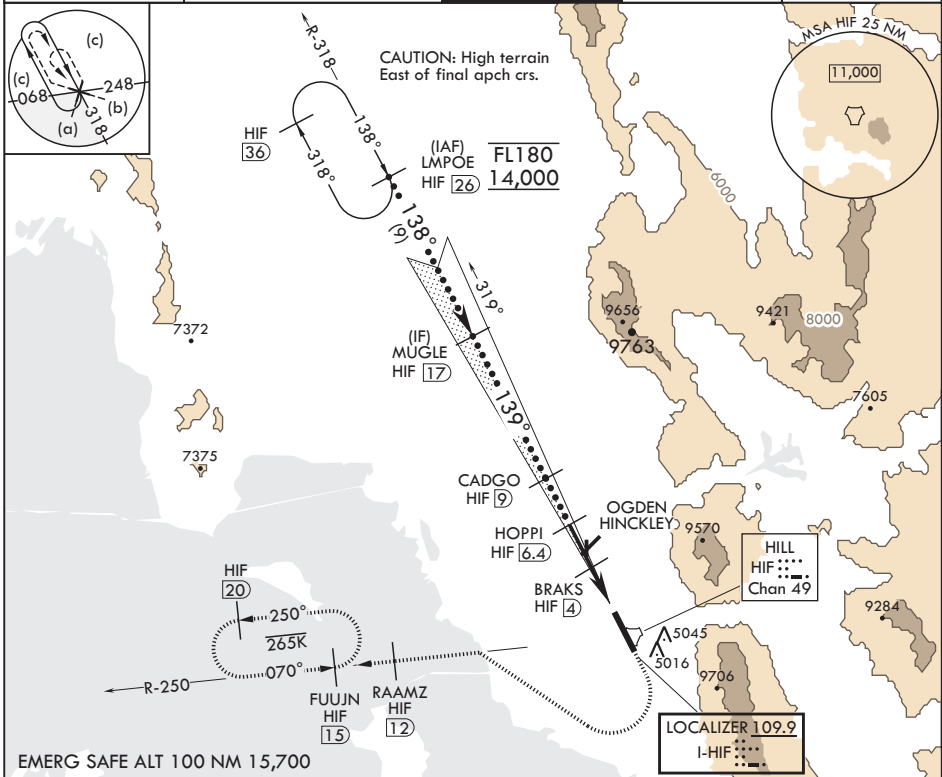 (c)
(c)
068
248
(b)
(a)
318
R-318
CAUTION: High terrain
East of final apch crs.
MSA HIF 25 NM
11,000
HIF
36
138°
318°
(IAF)
LMPOE
HIF 26
FL180
14,000
138°
(9)
6000
319°
7372
(IF)
MUGLE
HIF 17
9656
9763
9421
8000
139°
7605
7375
CADGO
HIF 9
OGDEN
HINCKLEY
HOPPI
HIF 6.4
9570
HILL
HIF
Chan 49
BRAKS
HIF 4
HIF
20
250°
265K
070°
R-250
FUUJN
HIF
15
RAAMZ
HIF
12
5045
5016
9284
9706
LOCALIZER 109.9
I-HIF
EMERG SAFE ALT 100 NM 15,700